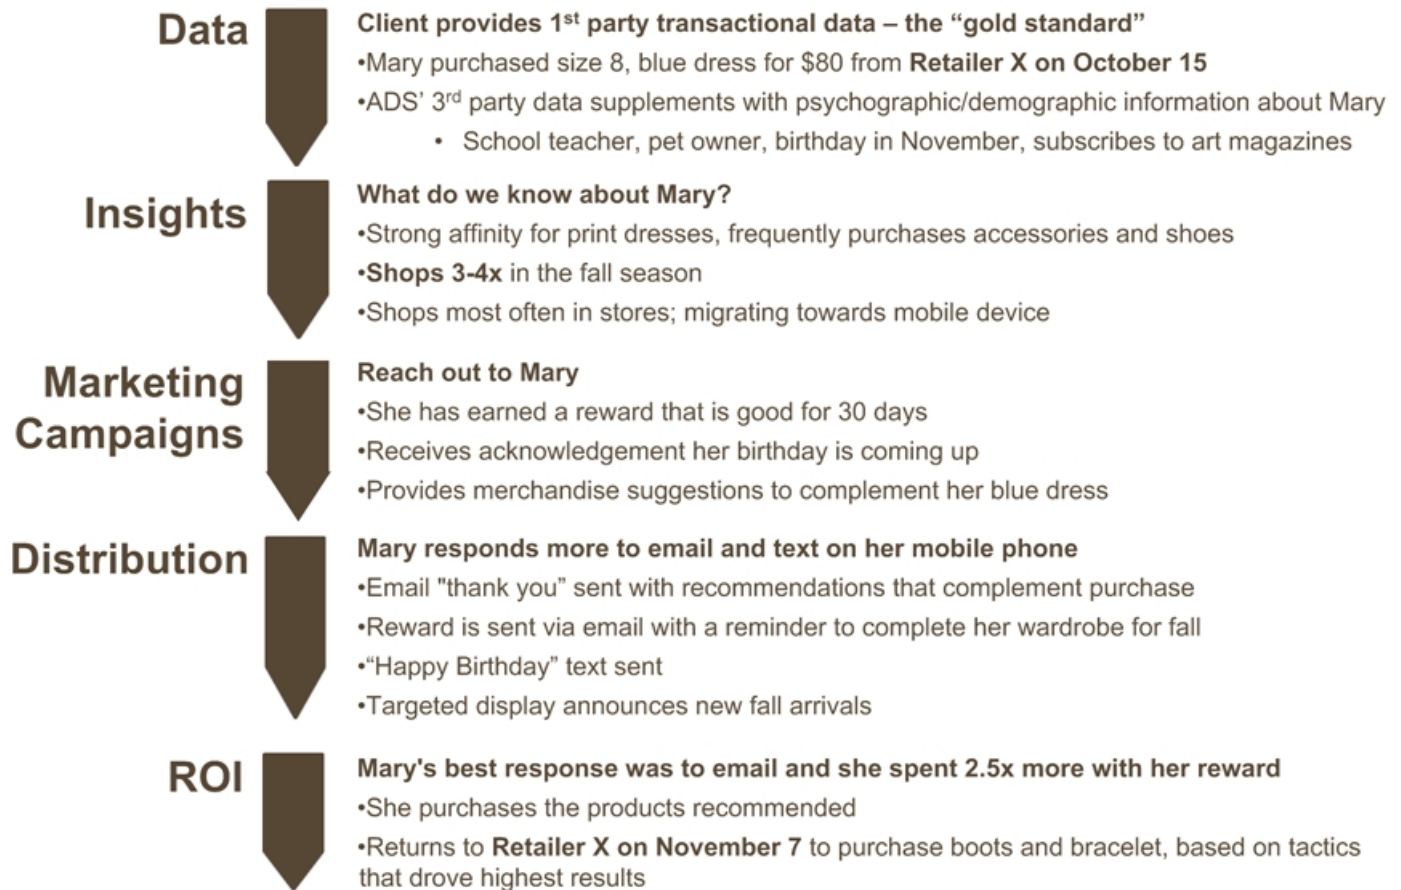 Data
Client provides 1st party transactional data – the “gold standard”
•Mary purchased size 8, blue dress for $80 from Retailer X on October 15
•ADS’ 3rd party data supplements with psychographic/demographic information about Mary
• School teacher, pet owner, birthday in November, subscribes to art magazines
Insights
What do we know about Mary?
•Strong affinity for print dresses, frequently purchases accessories and shoes
•Shops 3-4x in the fall season
•Shops most often in stores; migrating towards mobile device
Marketing
Campaigns
Reach out to Mary
•She has earned a reward that is good for 30 days
•Receives acknowledgement her birthday is coming up
•Provides merchandise suggestions to complement her blue dress
Distribution
Mary responds more to email and text on her mobile phone
•Email "thank you” sent with recommendations that complement purchase
•Reward is sent via email with a reminder to complete her wardrobe for fall
•“Happy Birthday” text sent
•Targeted display announces new fall arrivals
ROI
Mary's best response was to email and she spent 2.5x more with her reward
•She purchases the products recommended
•Returns to Retailer X on November 7 to purchase boots and bracelet, based on tactics
that drove highest results